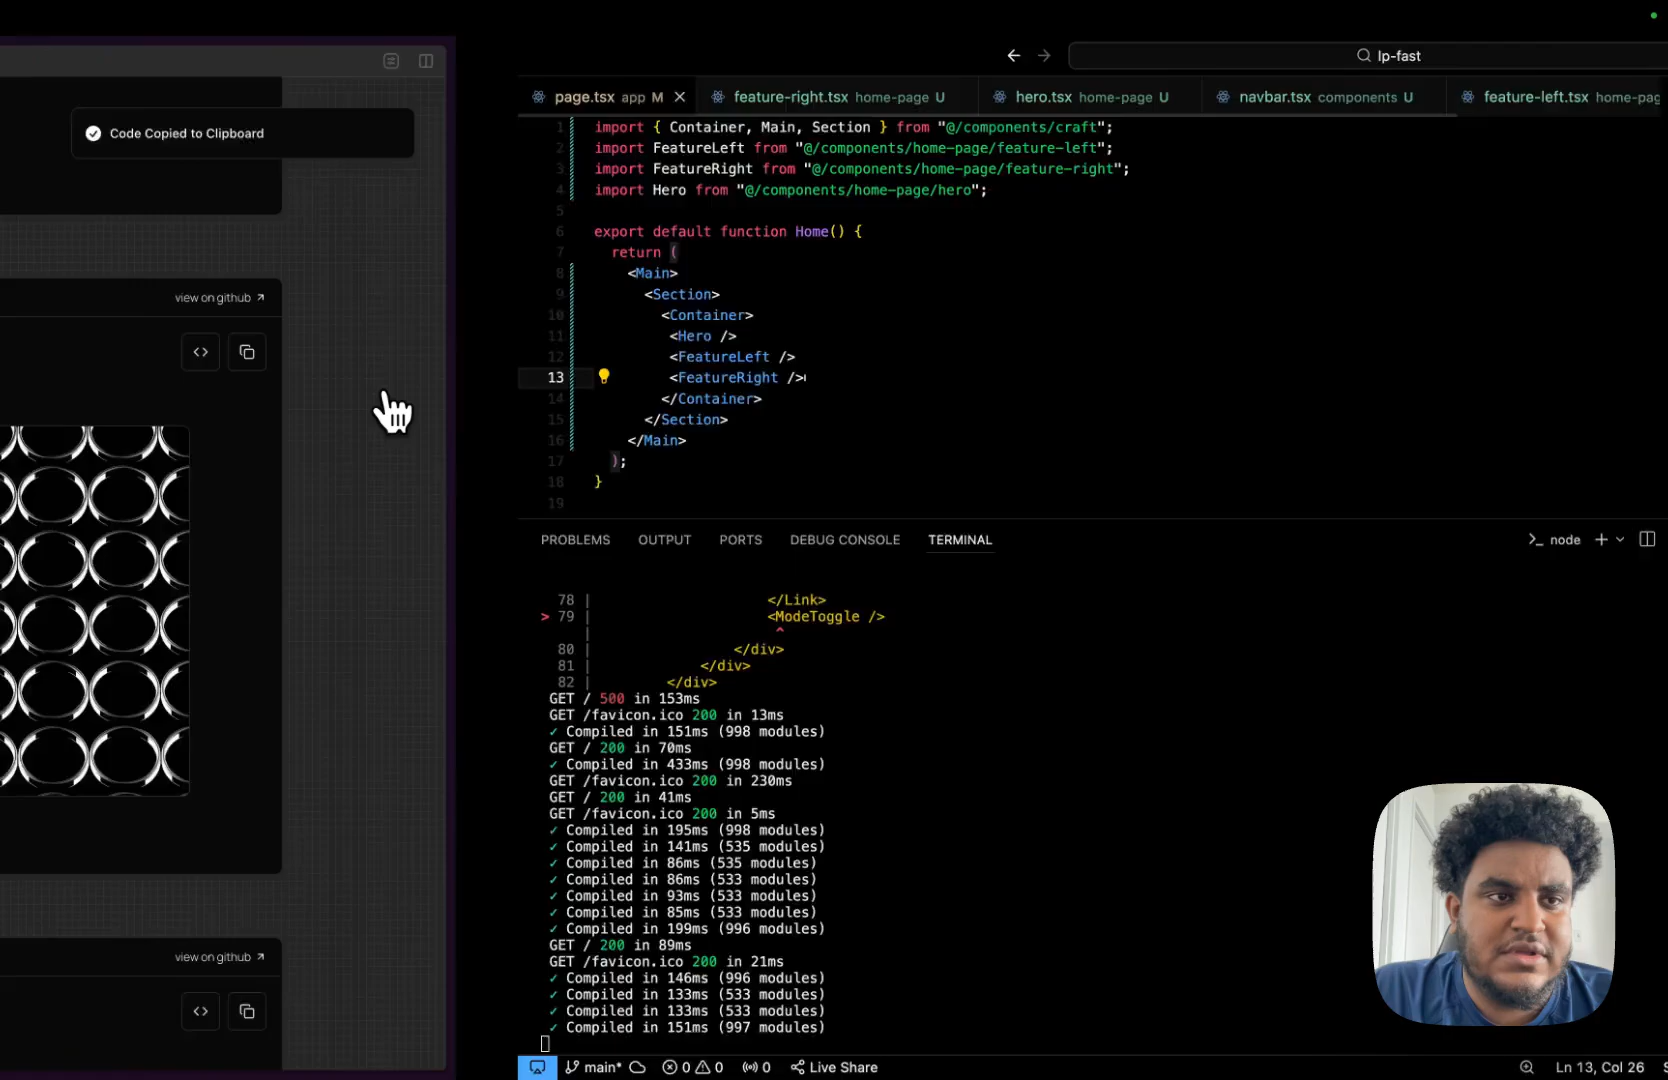 Code Copied to Clipboard
view on github ↗
<>
view on github ↗
<>
lp-fast
page.tsx app M
feature-right.tsx home-page U
hero.tsx home-page U
navbar.tsx components U
feature-left.tsx home-pag
1 import { Container, Main, Section } from "@/components/craft";
2 import FeatureLeft from "@/components/home-page/feature-left";
3 import FeatureRight from "@/components/home-page/feature-right";
4 import Hero from "@/components/home-page/hero";
5
6 export default function Home() {
7 return (
8 <Main>
9 <Section>
10 <Container>
11 <Hero />
12 <FeatureLeft />
13 <FeatureRight />
14 </Container>
15 </Section>
16 </Main>
17 );
18 }
19
PROBLEMS OUTPUT PORTS DEBUG CONSOLE TERMINAL
>_ node
78 | </Link>
> 79 | <ModeToggle />
| ^
80 | </div>
81 | </div>
82 | </div>
GET / 500 in 153ms
GET /favicon.ico 200 in 13ms
✓ Compiled in 151ms (998 modules)
GET / 200 in 70ms
✓ Compiled in 433ms (998 modules)
GET /favicon.ico 200 in 230ms
GET / 200 in 41ms
GET /favicon.ico 200 in 5ms
✓ Compiled in 195ms (998 modules)
✓ Compiled in 141ms (535 modules)
✓ Compiled in 86ms (535 modules)
✓ Compiled in 86ms (533 modules)
✓ Compiled in 93ms (533 modules)
✓ Compiled in 85ms (533 modules)
✓ Compiled in 199ms (996 modules)
GET / 200 in 89ms
GET /favicon.ico 200 in 21ms
✓ Compiled in 146ms (996 modules)
✓ Compiled in 133ms (533 modules)
✓ Compiled in 133ms (533 modules)
✓ Compiled in 151ms (997 modules)
main* 0 0 0 Live Share
Ln 13, Col 26